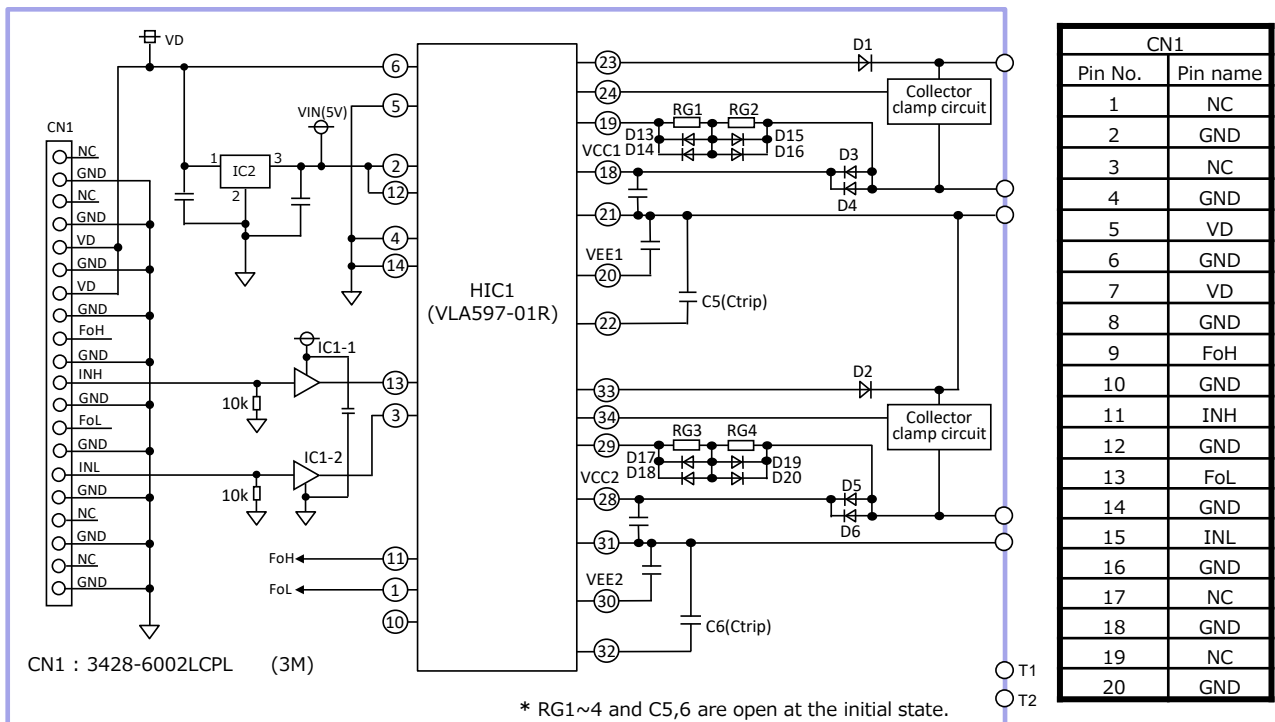 VD
6
5
VIN(5V)
1
3
IC2
2
2
12
4
14
CN1
NC
GND
NC
GND
VD
GND
VD
GND
FoH
GND
INH
GND
FoL
GND
INL
GND
NC
GND
NC
GND
10k
10k
IC1-1
IC1-2
13
3
FoH
11
FoL
1
10
CN1 : 3428-6002LCPL (3M)
HIC1
(VLA597-01R)
23
D1
24
Collector
clamp circuit
19
RG1
RG2
D13
D14
D15
D16
VCC1
18
D3
D4
21
VEE1
20
C5(Ctrip)
22
33
D2
34
Collector
clamp circuit
29
RG3
RG4
D17
D18
D19
D20
VCC2
28
D5
D6
31
VEE2
30
C6(Ctrip)
32
T1
T2
* RG1~4 and C5,6 are open at the initial state.
CN1
Pin No. Pin name
1 NC
2 GND
3 NC
4 GND
5 VD
6 GND
7 VD
8 GND
9 FoH
10 GND
11 INH
12 GND
13 FoL
14 GND
15 INL
16 GND
17 NC
18 GND
19 NC
20 GND